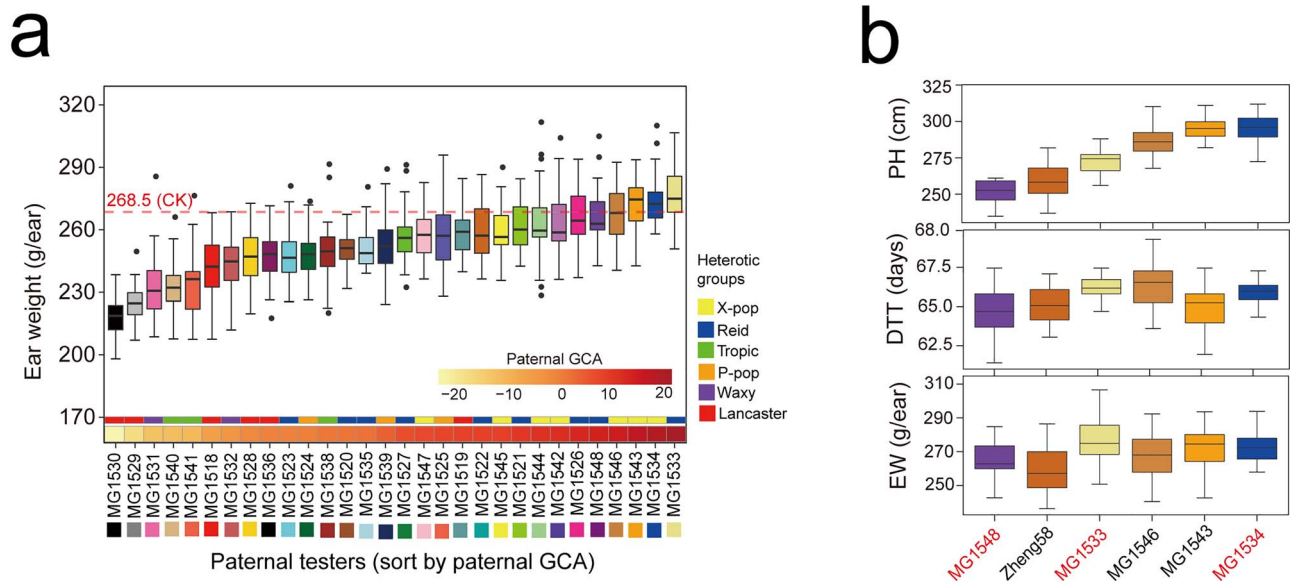 a
b
320
290
260
230
200
170
Ear weight (g/ear)
268.5 (CK)
Paternal GCA
−20 −10 0 10 20
Heterotic
groups
X-pop
Reid
Tropic
P-pop
Waxy
Lancaster
MG1530
MG1529
MG1531
MG1540
MG1541
MG1518
MG1532
MG1528
MG1536
MG1523
MG1524
MG1538
MG1520
MG1535
MG1539
MG1527
MG1547
MG1525
MG1519
MG1522
MG1545
MG1521
MG1544
MG1542
MG1526
MG1548
MG1546
MG1543
MG1534
MG1533
Paternal testers (sort by paternal GCA)
PH (cm)
325
300
275
250
DTT (days)
68.0
67.5
65.0
62.5
EW (g/ear)
310
290
270
250
MG1548
Zheng58
MG1533
MG1546
MG1543
MG1534